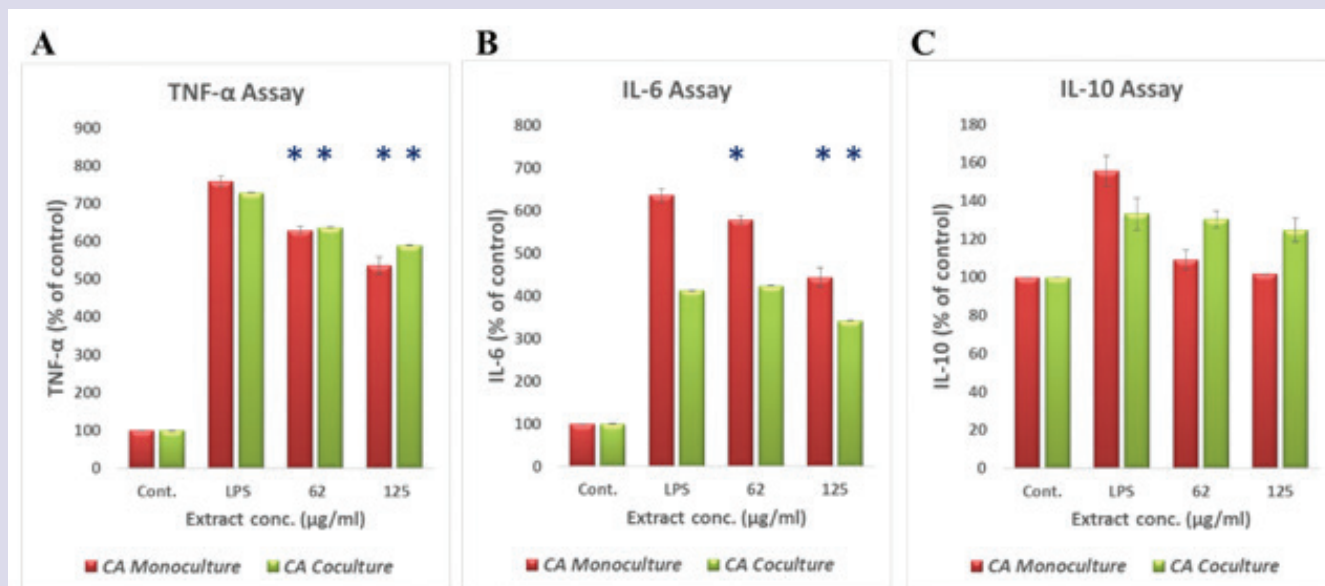 A
TNF-α Assay
TNF-α (% of control)
900
800
700
600
500
400
300
200
100
0
* * * *
Cont. LPS 62 125
Extract conc. (µg/ml)
CA Monoculture CA Coculture
B
IL-6 Assay
IL-6 (% of control)
800
700
600
500
400
300
200
100
0
* * *
Cont. LPS 62 125
Extract conc. (µg/ml)
CA Monoculture CA Coculture
C
IL-10 Assay
IL-10 (% of control)
180
160
140
120
100
80
60
40
20
0
Cont. LPS 62 125
Extract conc. (µg/ml)
CA Monoculture CA Coculture